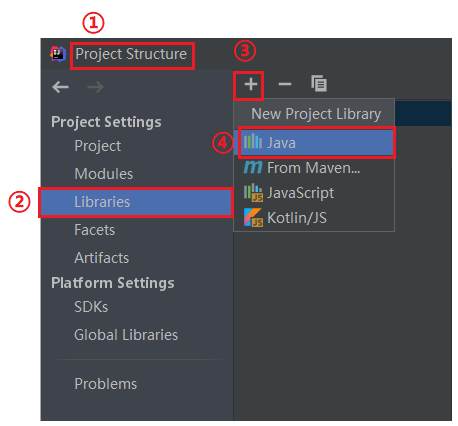 ①
Project Structure
③
New Project Library
Project Settings
Project
④ Java
Modules
From Maven...
② Libraries
JavaScript
Kotlin/JS
Facets
Artifacts
Platform Settings
SDKs
Global Libraries
Problems